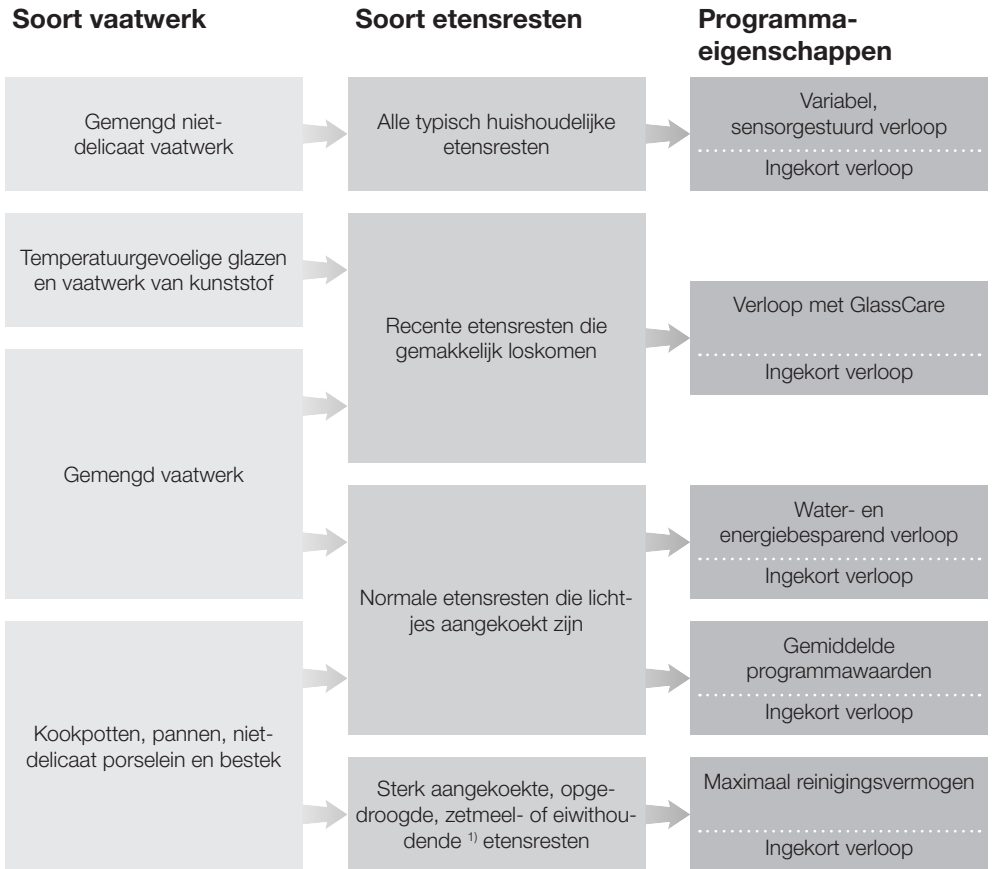 Soort vaatwerk
Soort etensresten
Programma-
eigenschappen
Gemengd niet-
delicaat vaatwerk
Alle typisch huishoudelijke
etensresten
Variabel,
sensorgestuurd verloop
Ingekort verloop
Temperatuurgevoelige glazen
en vaatwerk van kunststof
Recente etensresten die
gemakkelijk loskomen
Verloop met GlassCare
Ingekort verloop
Gemengd vaatwerk
Normale etensresten die licht-
jes aangekoekt zijn
Water- en
energiebesparend verloop
Ingekort verloop
Gemiddelde
programmawaarden
Ingekort verloop
Kookpotten, pannen, niet-
delicaat porselein en bestek
Sterk aangekoekte, opge-
droogde, zetmeel- of eiwithou-
dende 1) etensresten
Maximaal reinigingsvermogen
Ingekort verloop